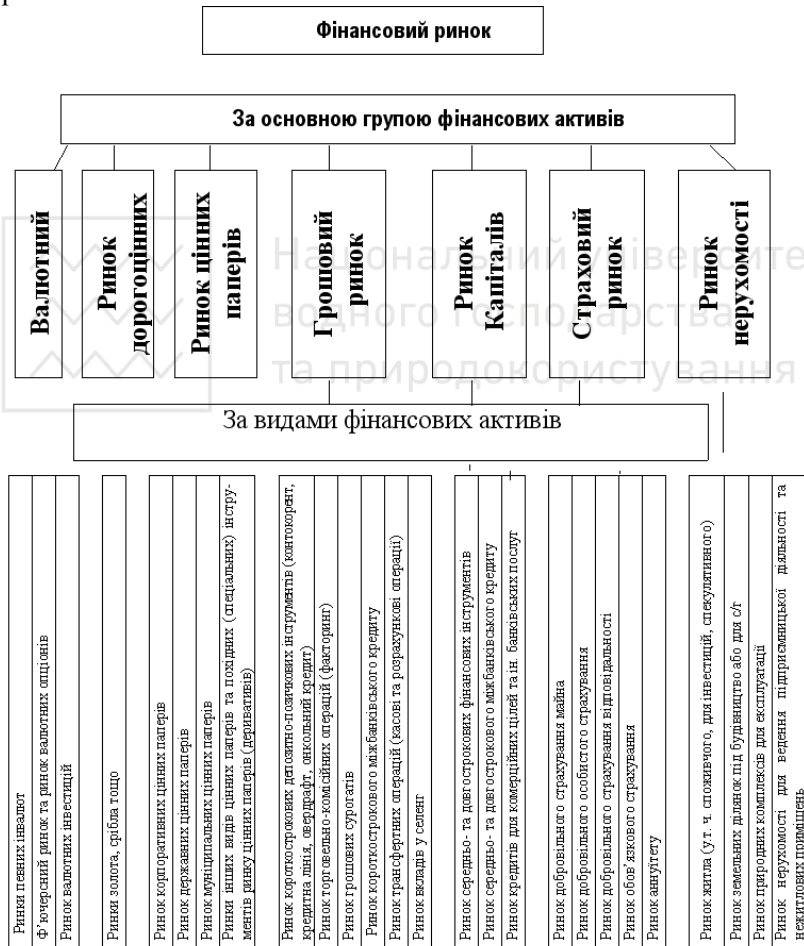 Фінансовий ринок
За основною групою фінансових активів
Валютний
Ринок
дорогоцінних
Ринок цінних
паперів
Грошовий
ринок
Ринок
Капіталів
Страховий
ринок
Ринок
нерухомості
Національний університе
водного господарства
та природокористування
За видами фінансових активів
Ринки певних інвалют
Ф'ючерсний ринок та ринок валютних опціонів
Ринок валютних інвестицій
Ринки золота, срібла тощо
Ринок корпоративних цінних паперів
Ринок державних цінних паперів
Ринок муніципальних цінних паперів
Ринки інших видів цінних паперів та похідних (спеціальних) інстру-
ментів ринку цінних паперів (деривативів)
Ринок короткострокових депозитно-позичкових інструментів (контокорент,
кредитна лінія, овердрафт, онкольний кредит)
Ринок торговельно-комісійних операцій (факторинг)
Ринок грошових сурогатів
Ринок короткострокового міжбанківського кредиту
Ринок трансфертних операцій (касові та розрахункові операції)
Ринок вкладів у селенг
Ринок середньо- та довгострокових фінансових інструментів
Ринок середньо- та довгострокового міжбанківського кредиту
Ринок кредитів для комерційних цілей та ін. банківських послуг
Ринок добровільного страхування майна
Ринок добровільного особистого страхування
Ринок добровільного страхування відповідальності
Ринок обов'язкового страхування
Ринок аннуїтету
Ринок житла (у т. ч. споживчого, для інвестицій, спекулятивного)
Ринок земельних ділянок під будівництво або для с/г
Ринок природних комплексів для експлуатації
Ринок нерухомості для ведення підприємницької діяльності та
нежитлових приміщень